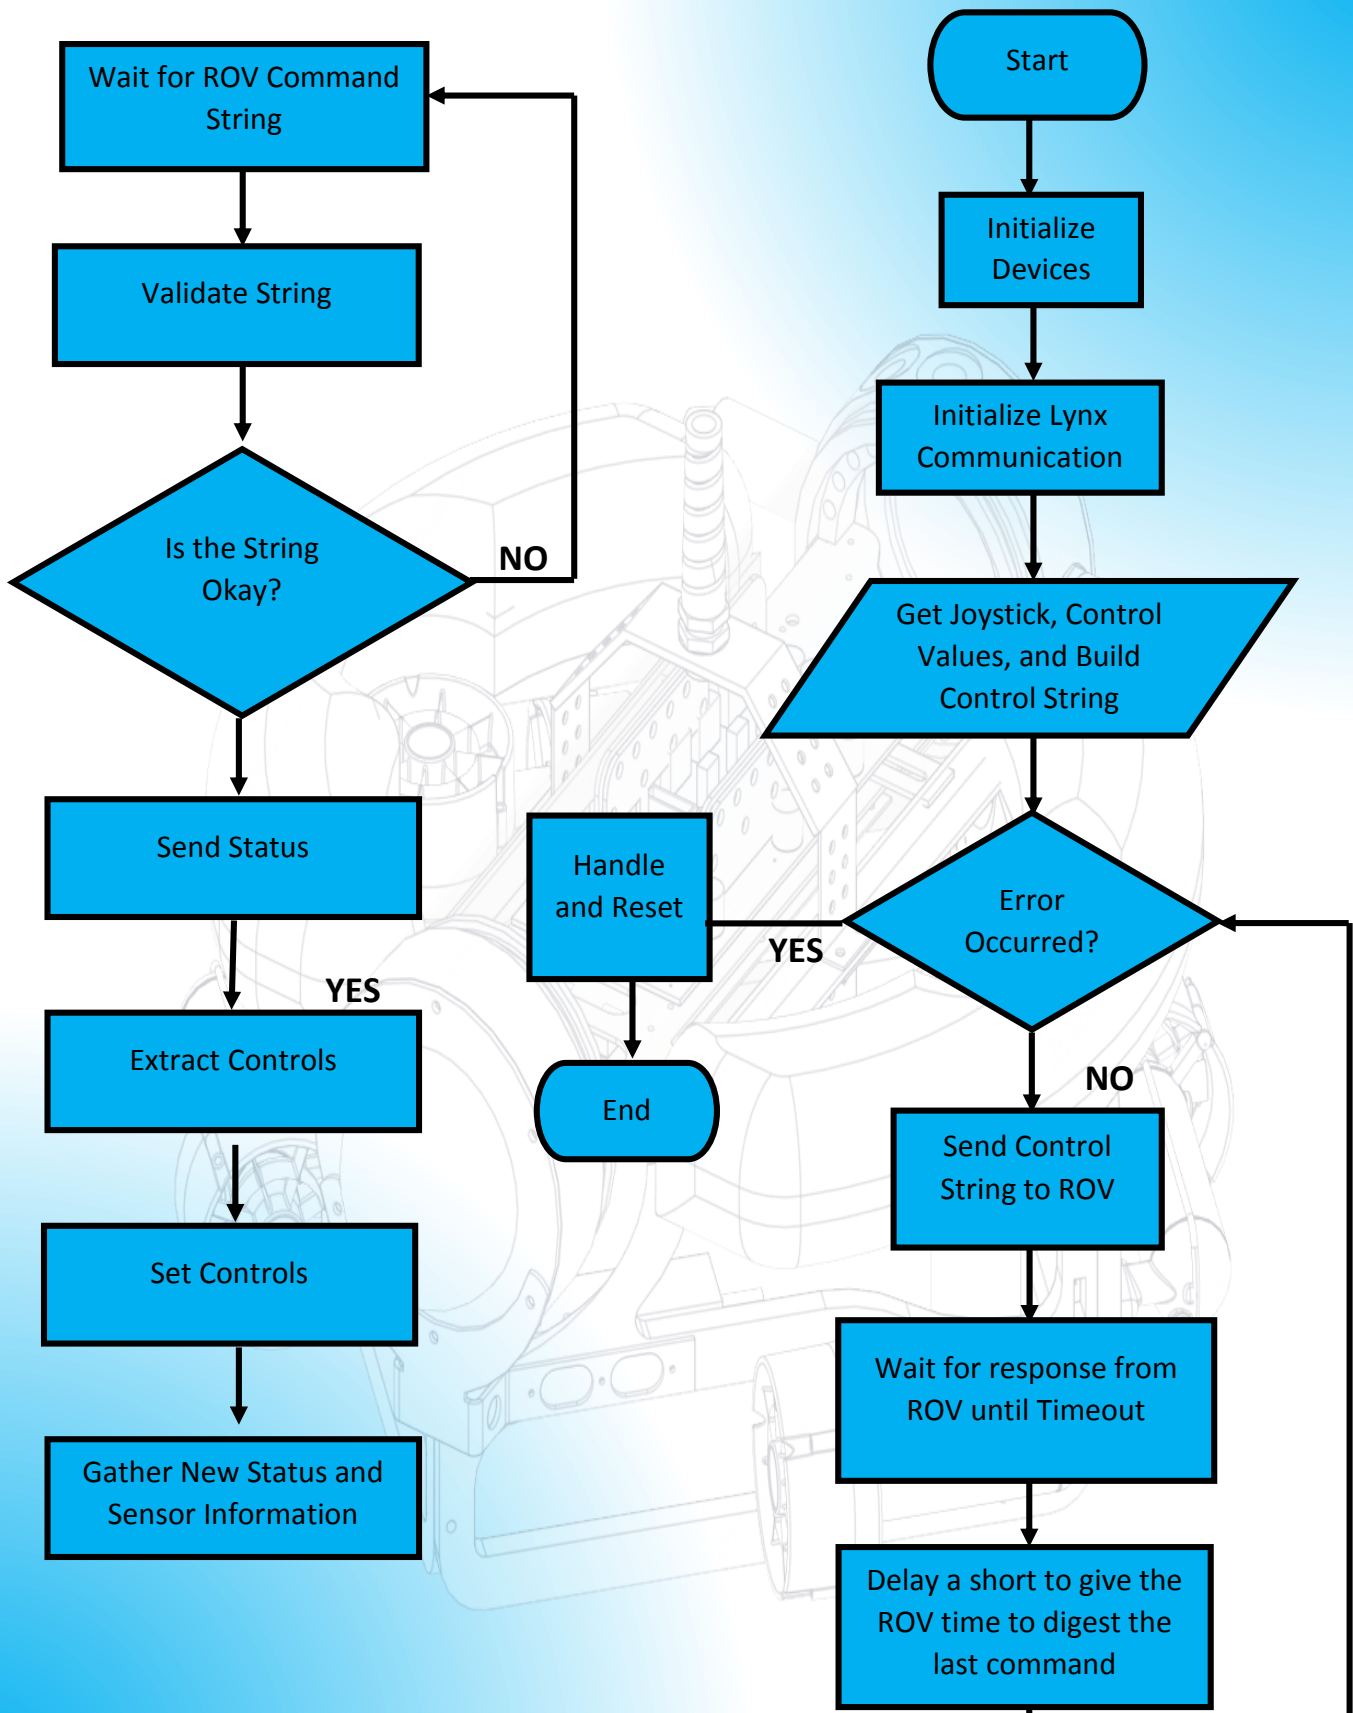 Wait for ROV Command
String
Validate String
Is the String
Okay?
NO
Send Status
YES
Extract Controls
Set Controls
Gather New Status and
Sensor Information
Start
Initialize
Devices
Initialize Lynx
Communication
Get Joystick, Control
Values, and Build
Control String
Error
Occurred?
YES
Handle
and Reset
End
NO
Send Control
String to ROV
Wait for response from
ROV until Timeout
Delay a short to give the
ROV time to digest the
last command